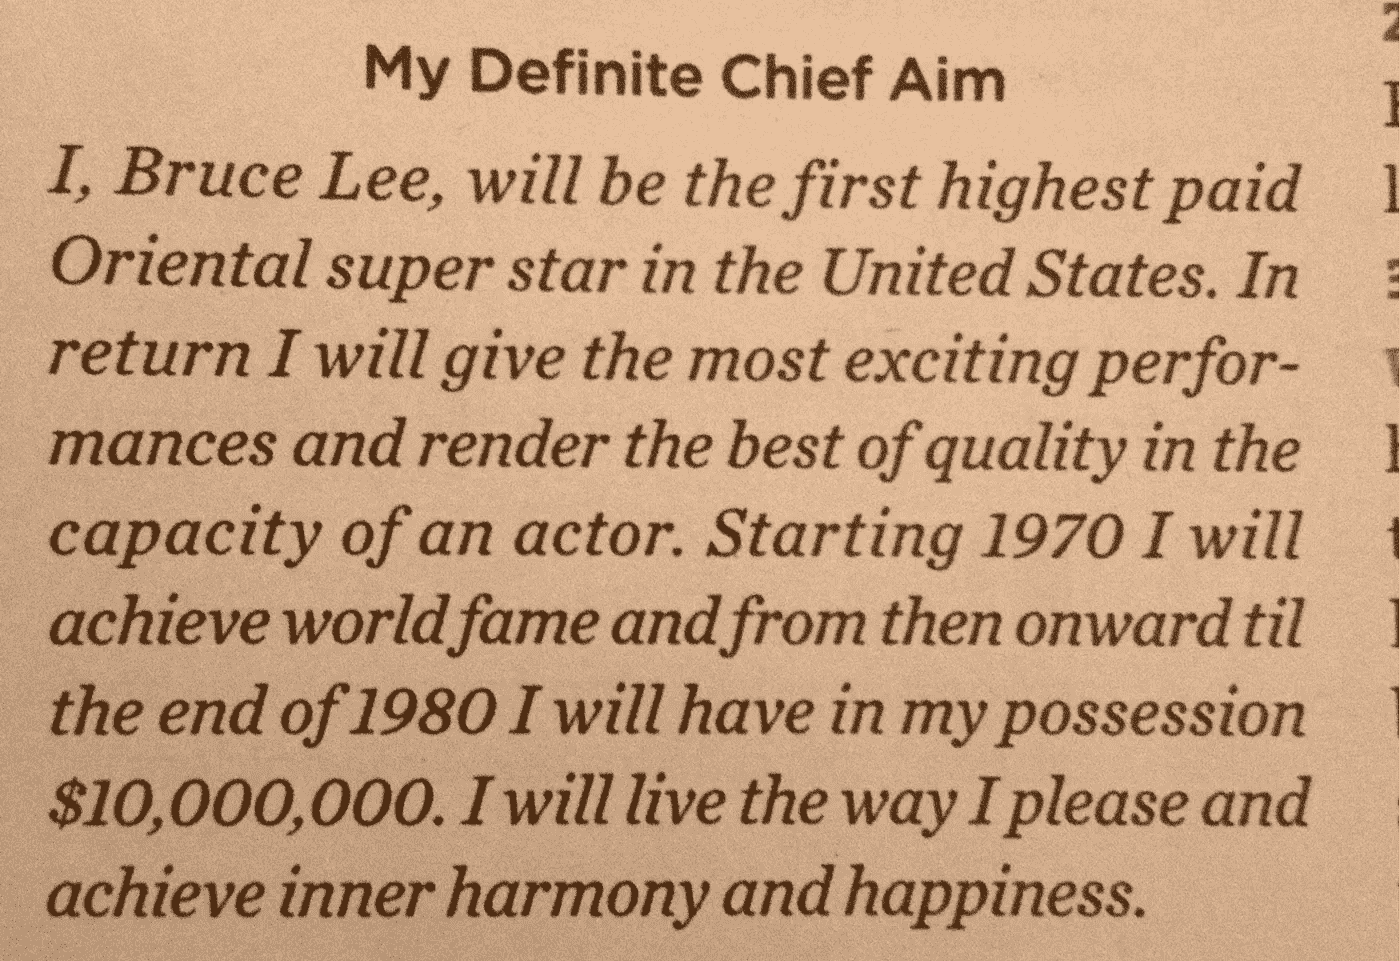 My Definite Chief Aim
I, Bruce Lee, will be the first highest paid
Oriental super star in the United States. In
return I will give the most exciting perfor-
mances and render the best of quality in the
capacity of an actor. Starting 1970 I will
achieve world fame and from then onward til
the end of 1980 I will have in my possession
$10,000,000. I will live the way I please and
achieve inner harmony and happiness.